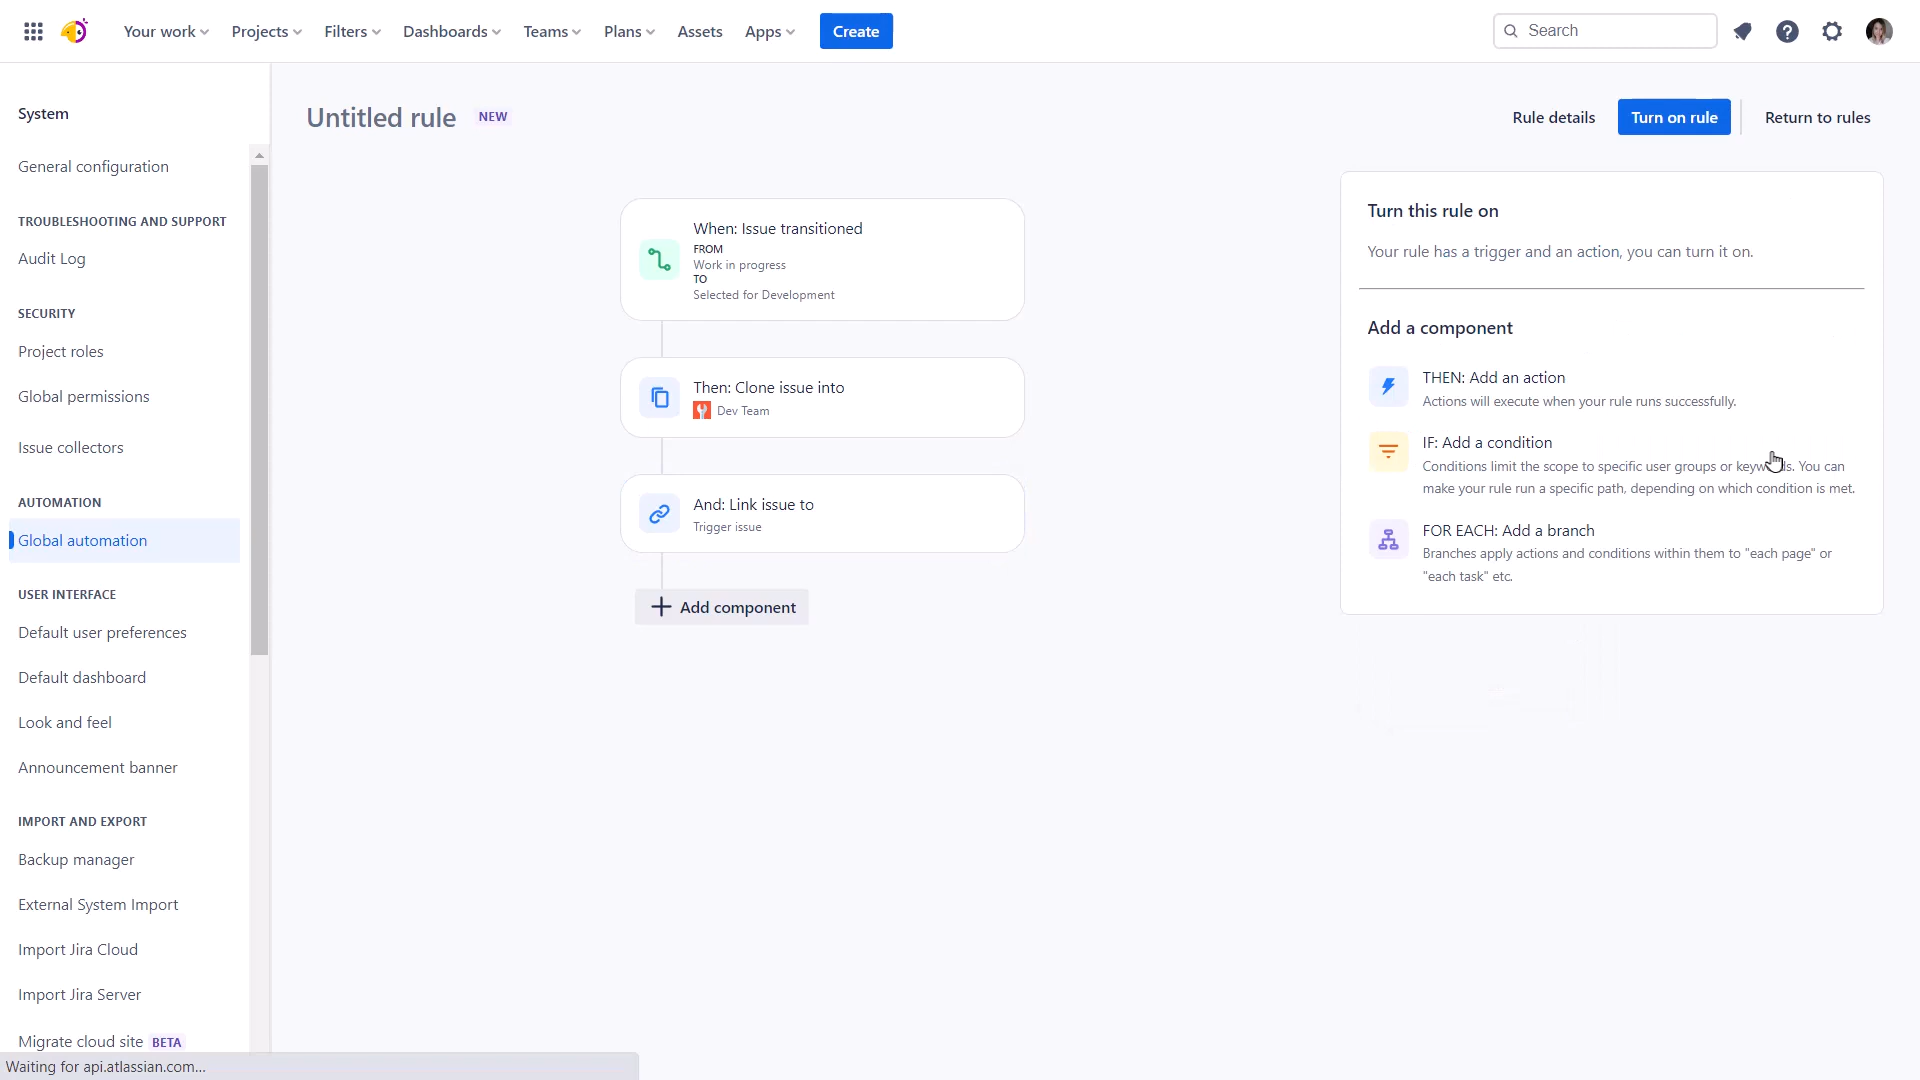 Your work
Projects
Filters
Dashboards
Teams
Plans
Assets
Apps
Create
Search
System
General configuration
TROUBLESHOOTING AND SUPPORT
Audit Log
SECURITY
Project roles
Global permissions
Issue collectors
AUTOMATION
Global automation
USER INTERFACE
Default user preferences
Default dashboard
Look and feel
Announcement banner
IMPORT AND EXPORT
Backup manager
External System Import
Import Jira Cloud
Import Jira Server
Migrate cloud site BETA
Waiting for api.atlassian.com...
Untitled rule NEW
Rule details
Turn on rule
Return to rules
When: Issue transitioned
FROM
Work in progress
TO
Selected for Development
Then: Clone issue into
Dev Team
And: Link issue to
Trigger issue
Add component
Turn this rule on
Your rule has a trigger and an action, you can turn it on.
Add a component
THEN: Add an action
Actions will execute when your rule runs successfully.
IF: Add a condition
Conditions limit the scope to specific user groups or You can
make your rule run a specific path, depending on which condition is met.
FOR EACH: Add a branch
Branches apply actions and conditions within them to "each page" or
"each task" etc.